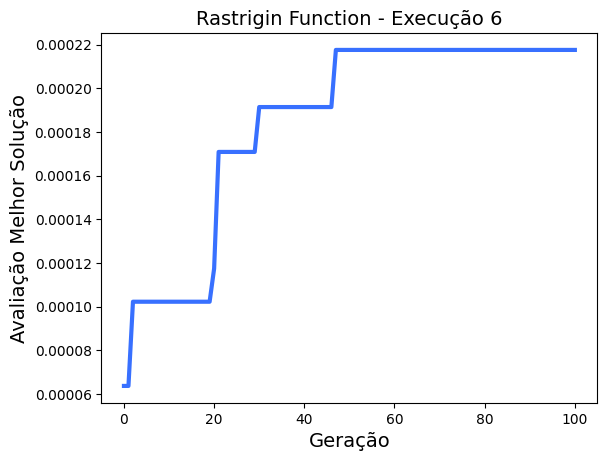 Rastrigin Function - Execução 6
Avaliação Melhor Solução
0.00022
0.00020
0.00018
0.00016
0.00014
0.00012
0.00010
0.00008
0.00006
0 20 40 60 80 100
Geração